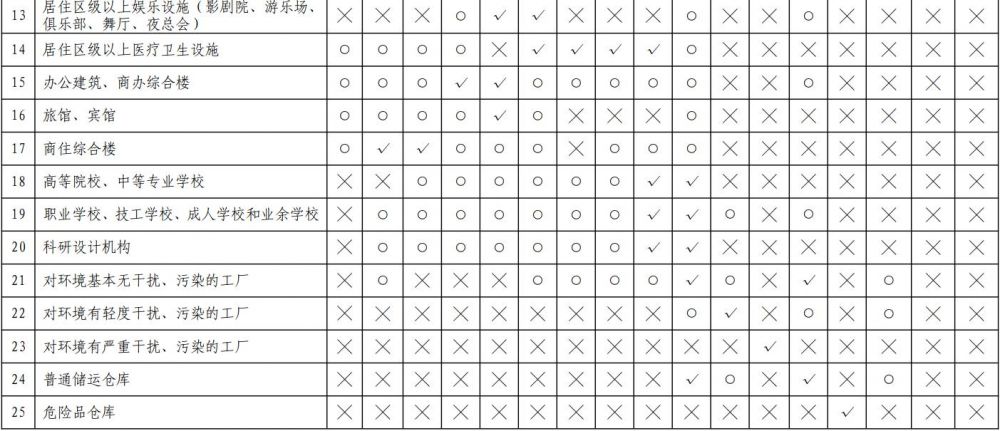 13 居住区级以上娱乐设施（影剧院、游乐场、
俱乐部、舞厅、夜总会） × × × ○ √ √ × × × ○ × × ○ × × × ×
14 居住区级以上医疗卫生设施 ○ ○ ○ ○ × √ √ √ √ ○ × × × × × × ×
15 办公建筑、商办综合楼 ○ ○ ○ √ √ ○ ○ ○ ○ ○ × × ○ × × × ×
16 旅馆、宾馆 ○ ○ ○ ○ √ ○ × × × ○ × × × × × × ×
17 商住综合楼 ○ √ √ ○ ○ ○ × ○ ○ ○ × × × × × × ×
18 高等院校、中等专业学校 × × ○ ○ ○ ○ ○ ○ √ √ × × × × × × ×
19 职业学校、技工学校、成人学校和业余学校 × ○ ○ ○ ○ ○ ○ ○ √ √ ○ × ○ × × × ×
20 科研设计机构 × ○ ○ ○ ○ ○ ○ ○ √ √ × × × × × × ×
21 对环境基本无干扰、污染的工厂 × ○ × × × ○ ○ ○ ○ √ ○ × √ × ○ × ×
22 对环境有轻度干扰、污染的工厂 × × × × × × × × × ○ √ × ○ × ○ × ×
23 对环境有严重干扰、污染的工厂 × × × × × × × × × × × √ × × × × ×
24 普通储运仓库 × × × × × × × × × √ ○ × √ × ○ × ×
25 危险品仓库 × × × × × × × × × × × × × √ × × ×